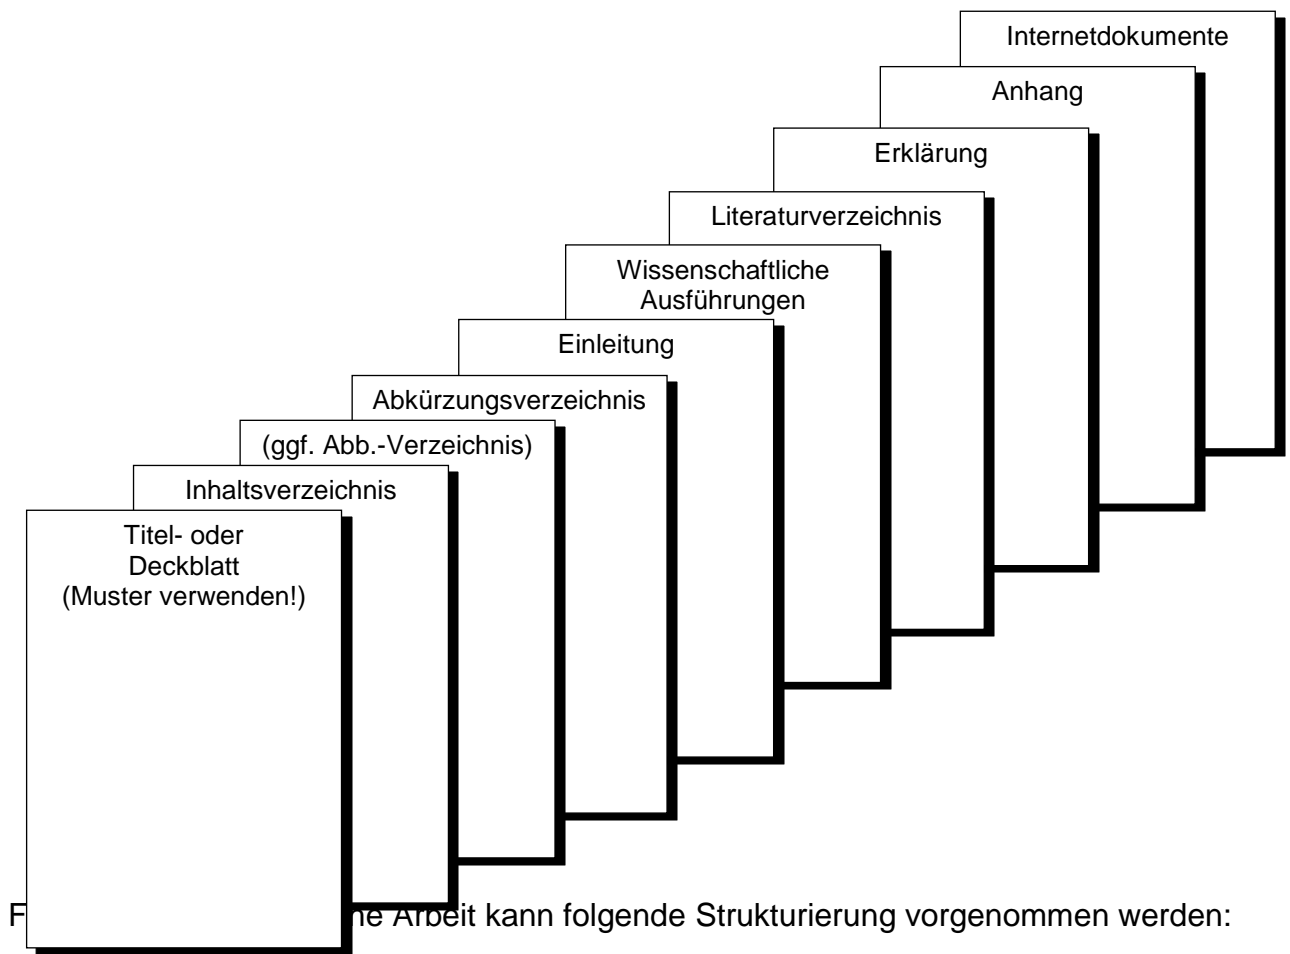 Internetdokumente
Anhang
Erklärung
Literaturverzeichnis
Wissenschaftliche
Ausführungen
Einleitung
Abkürzungsverzeichnis
(ggf. Abb.-Verzeichnis)
Inhaltsverzeichnis
Titel- oder
Deckblatt
(Muster verwenden!)
Arbeit kann folgende Strukturierung vorgenommen werden: